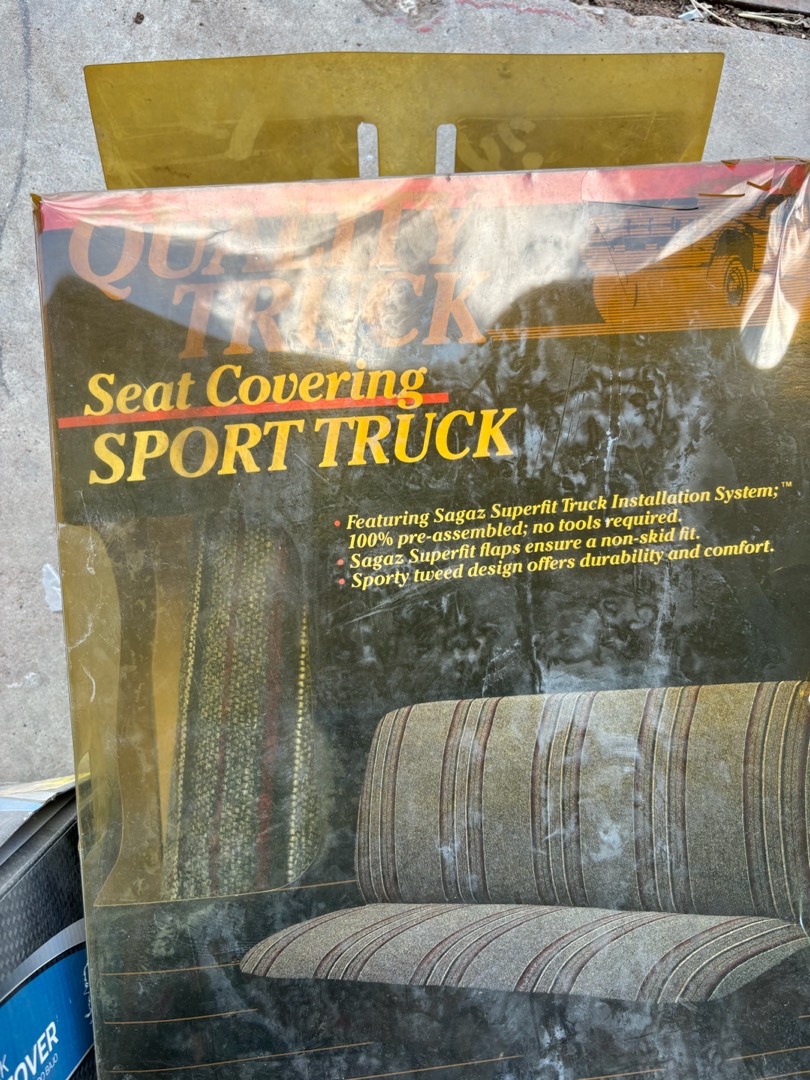 QUALITY
TRUCK
Seat Covering
SPORT TRUCK
• Featuring Sagaz Superfit Truck Installation System;™
100% pre-assembled; no tools required.
• Sagaz Superfit flaps ensure a non-skid fit.
• Sporty tweed design offers durability and comfort.
OVER